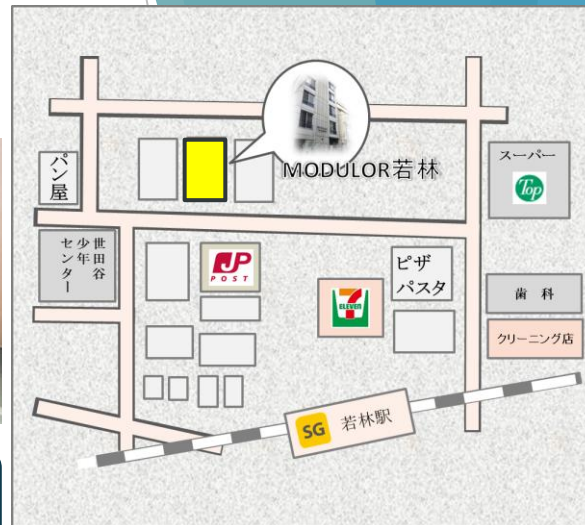 MODULOR若林
パン屋
スーパー
Top
世田谷
少年
センター
JP
POST
ピザ
パスタ
7
ELEVEN
歯 科
クリーニング店
SG
若林駅